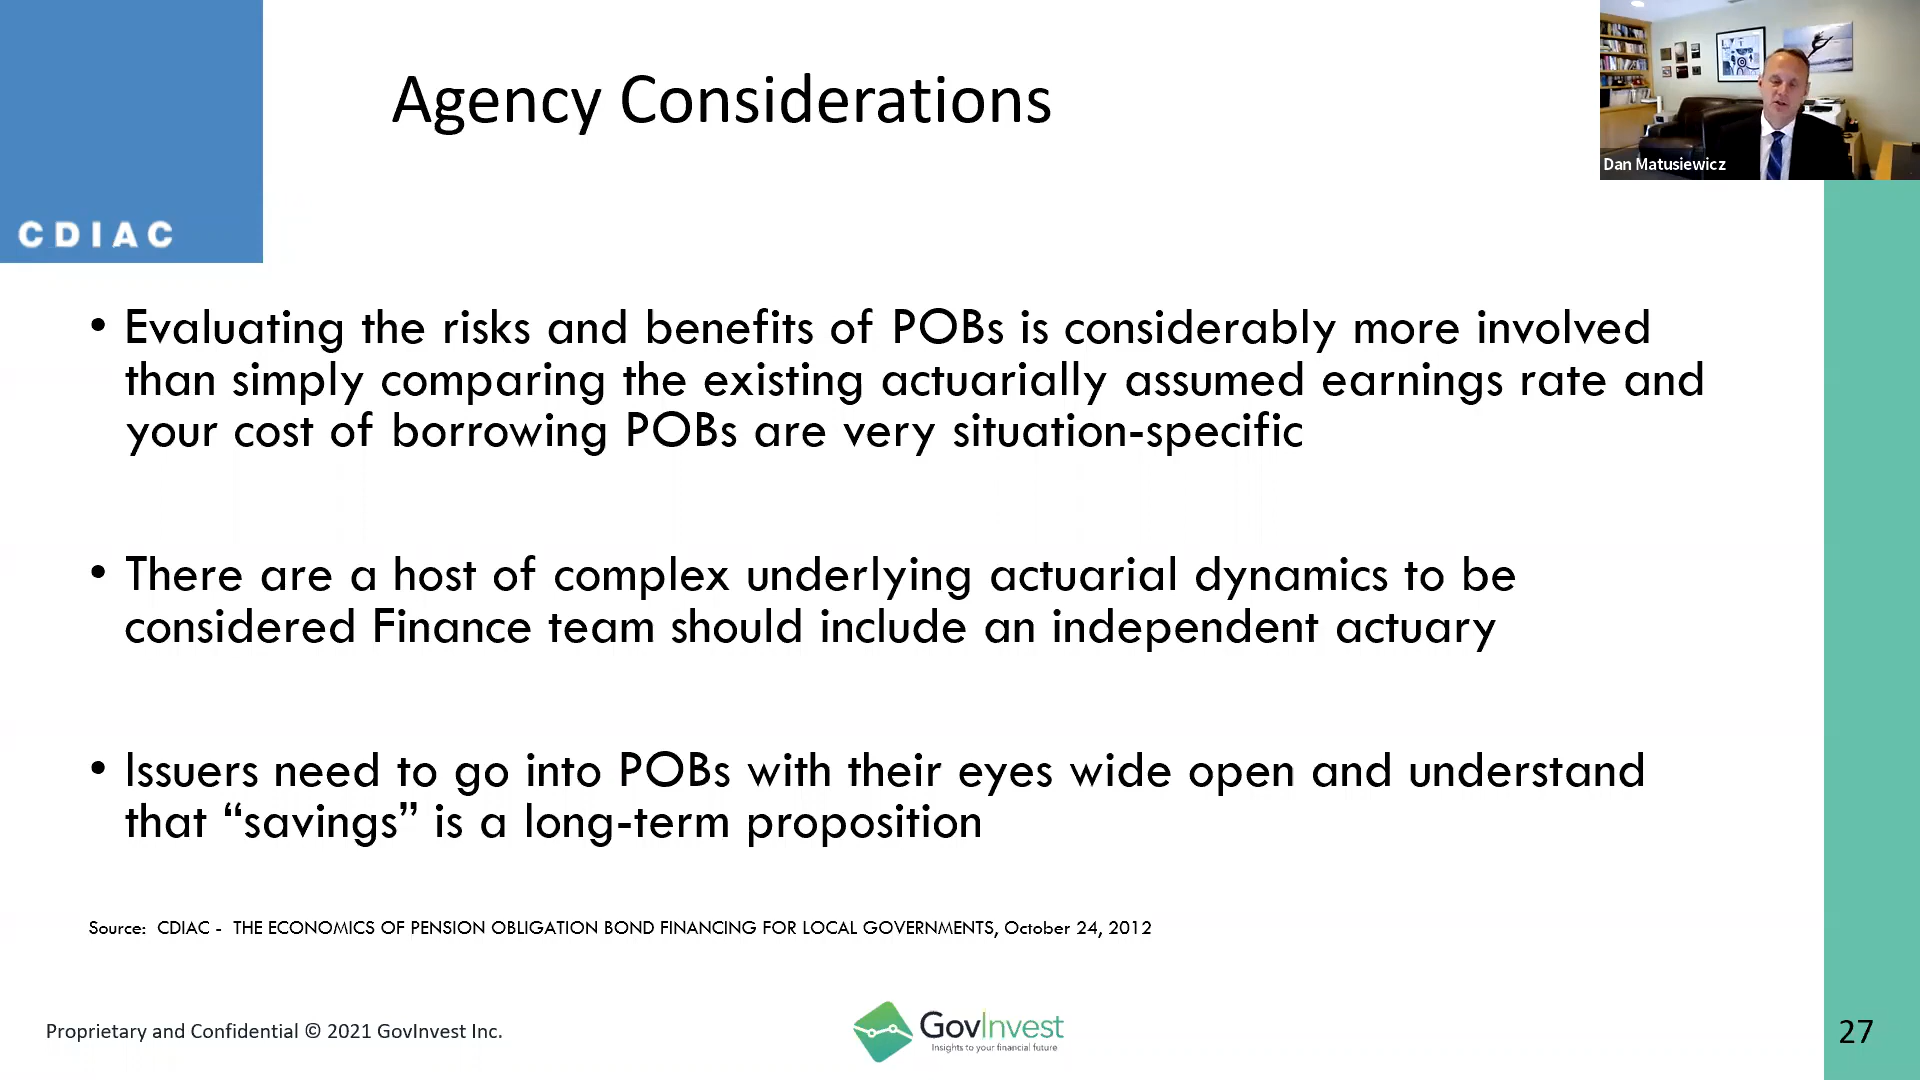 Agency Considerations
Dan Matusiewicz
CDIAC
• Evaluating the risks and benefits of POBs is considerably more involved
than simply comparing the existing actuarially assumed earnings rate and
your cost of borrowing POBs are very situation-specific
• There are a host of complex underlying actuarial dynamics to be
considered Finance team should include an independent actuary
• Issuers need to go into POBs with their eyes wide open and understand
that “savings” is a long-term proposition
Source: CDIAC - THE ECONOMICS OF PENSION OBLIGATION BOND FINANCING FOR LOCAL GOVERNMENTS, October 24, 2012
Proprietary and Confidential © 2021 GovInvest Inc.
GovInvest
Insights to your financial future
27